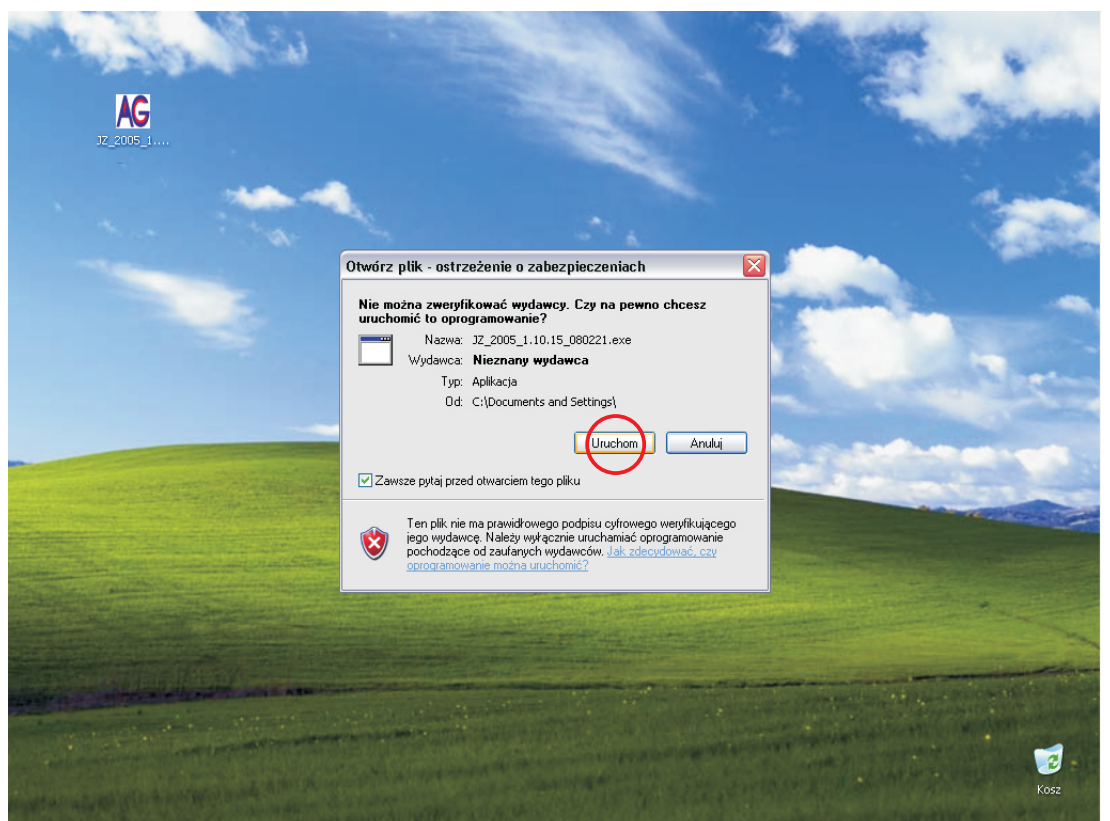 AG
JZ_2005_1....
Otwórz plik - ostrzeżenie o zabezpieczeniach
Nie można zweryfikować wydawcy. Czy na pewno chcesz
uruchomić to oprogramowanie?
Nazwa: JZ_2005_1.10.15_080221.exe
Wydawca: Nieznany wydawca
Typ: Aplikacja
Od: C:\Documents and Settings\
Uruchom Anuluj
Zawsze pytaj przed otwarciem tego pliku
Ten plik nie ma prawidłowego podpisu cyfrowego weryfikującego
jego wydawcę. Należy wyłącznie uruchamiać oprogramowanie
pochodzące od zaufanych wydawców. Jak zdecydować, czy
oprogramowanie można uruchomić?
Kosz